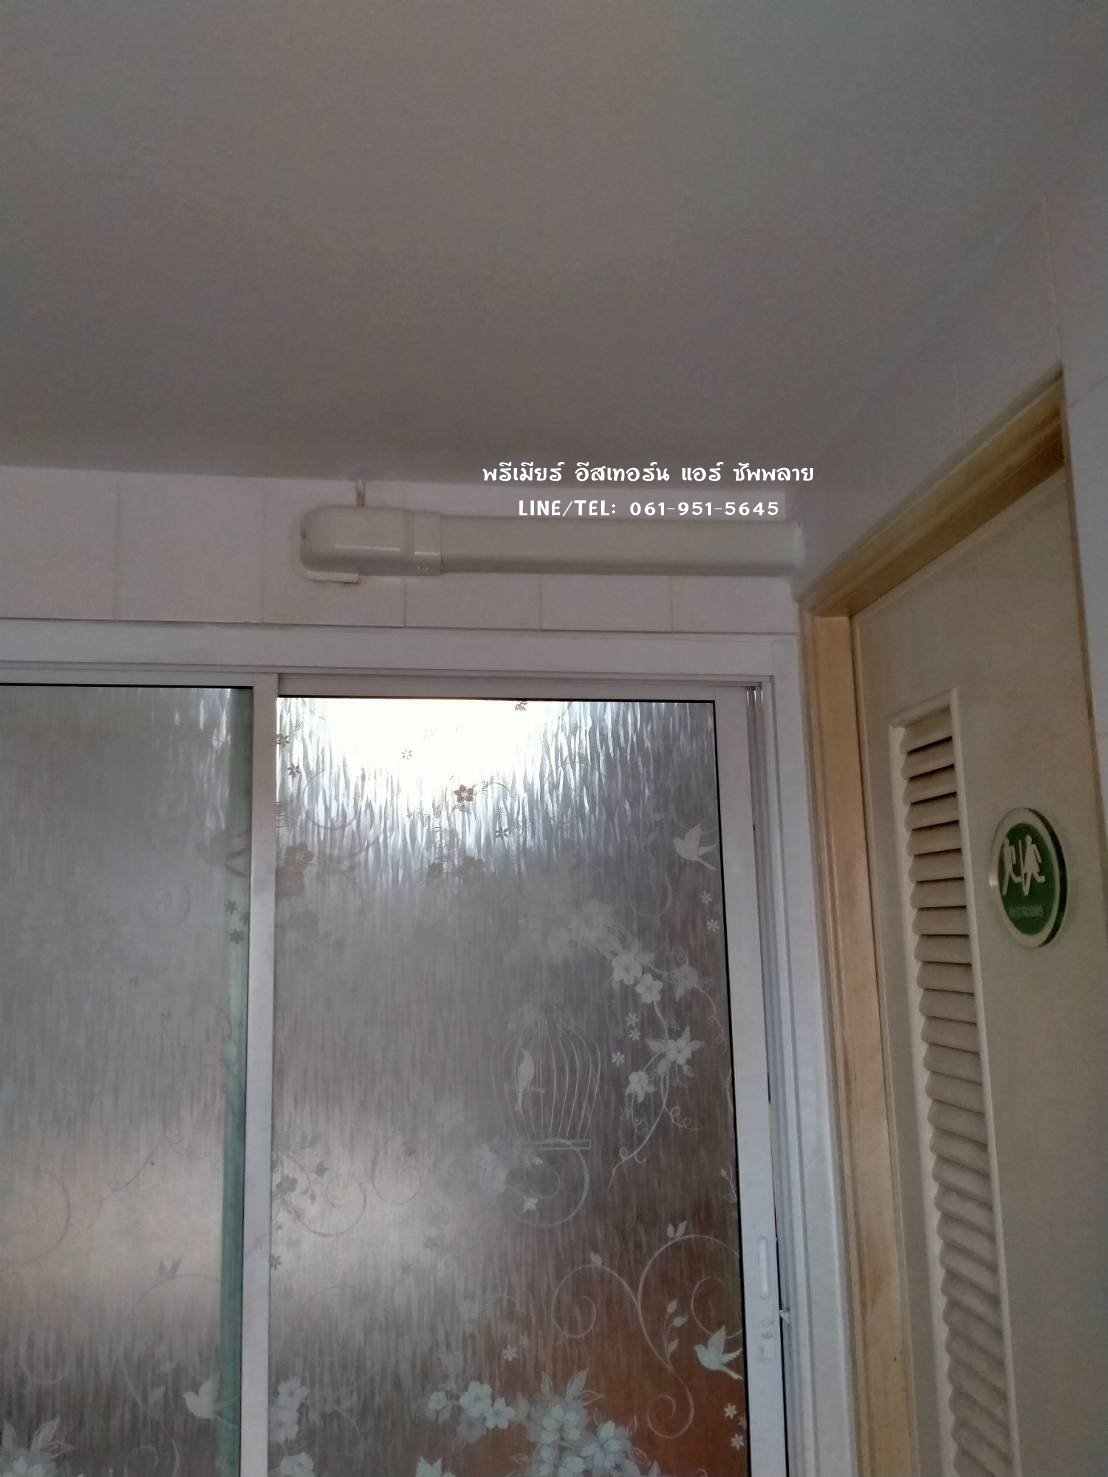 พรีเมียร์ อีสเทอร์น แอร์ ซัพพลาย
LINE/TEL: 061-951-5645
RESTROOMS